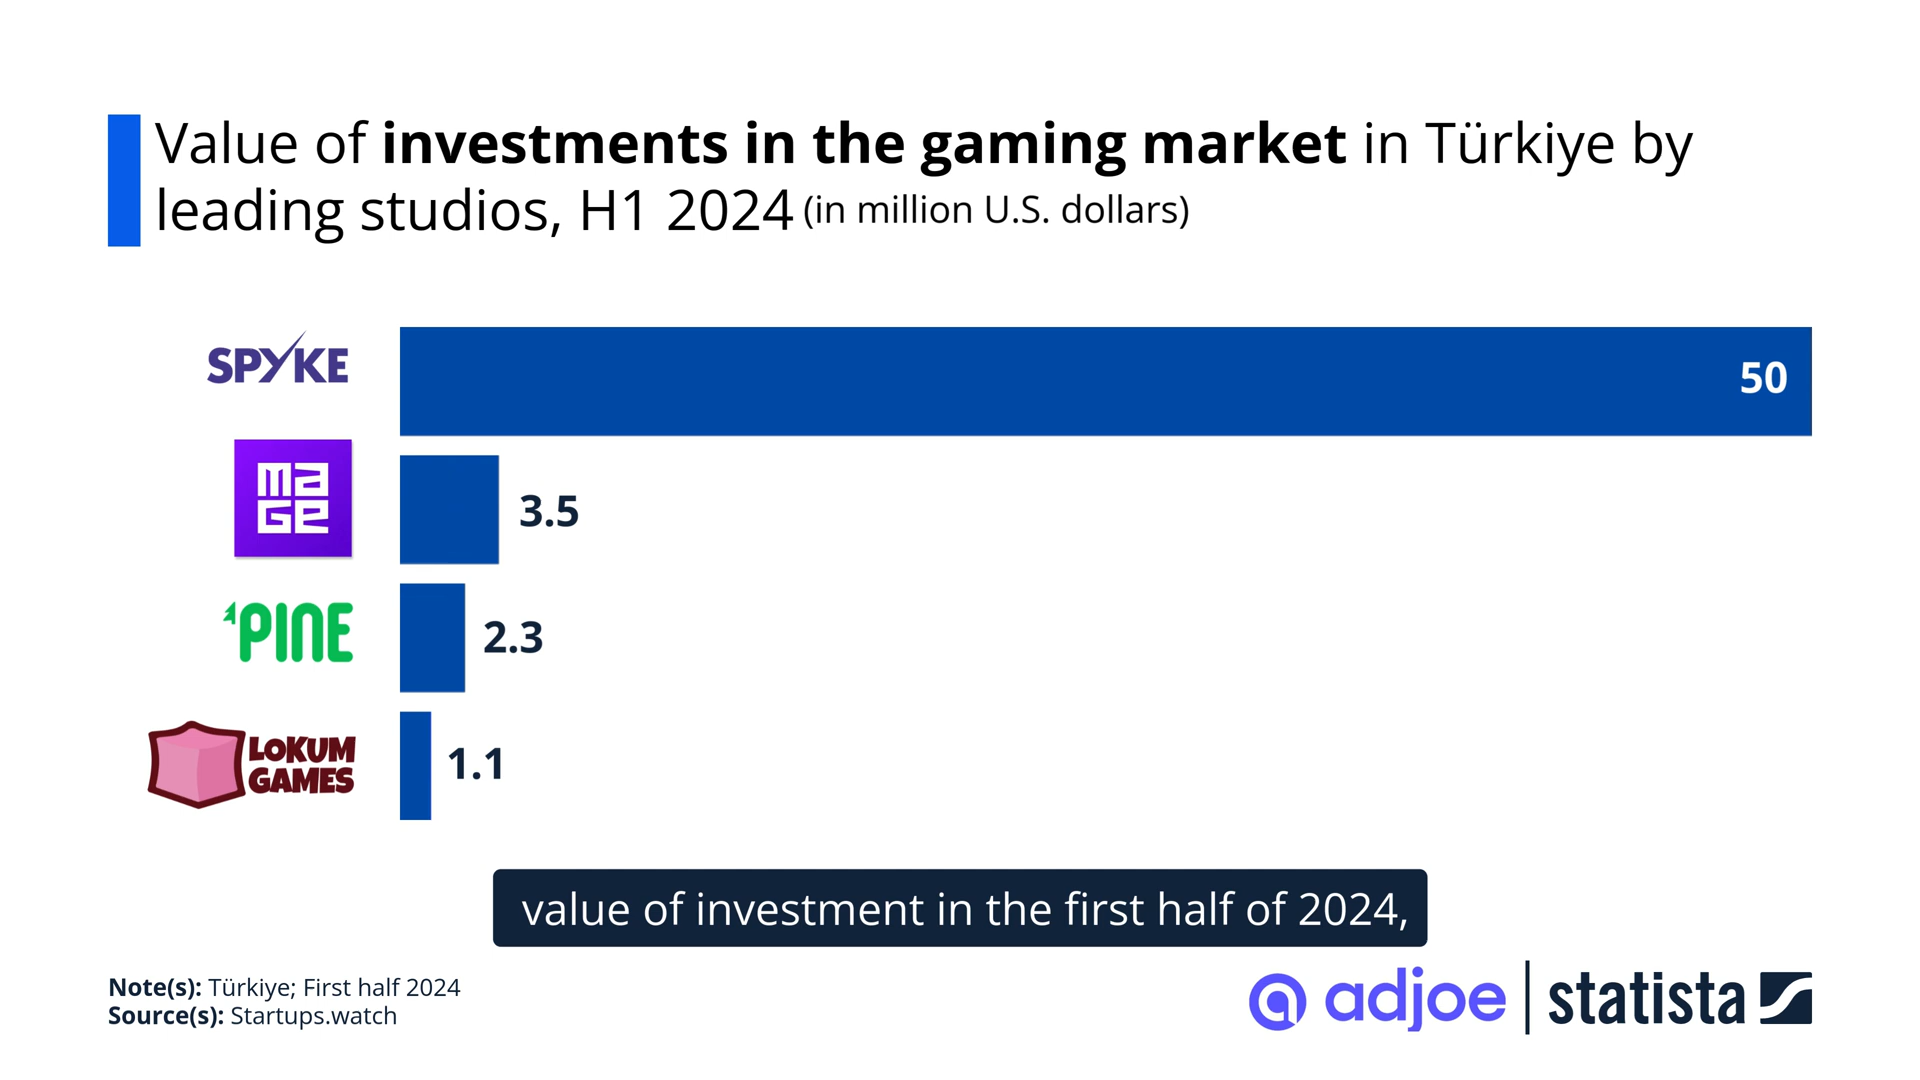 Value of investments in the gaming market in Türkiye by
leading studios, H1 2024 (in million U.S. dollars)
SPYKE
50
MAGE
3.5
PINE
2.3
LOKUM
GAMES
1.1
value of investment in the first half of 2024,
Note(s): Türkiye; First half 2024
Source(s): Startups.watch
adjoe
statista